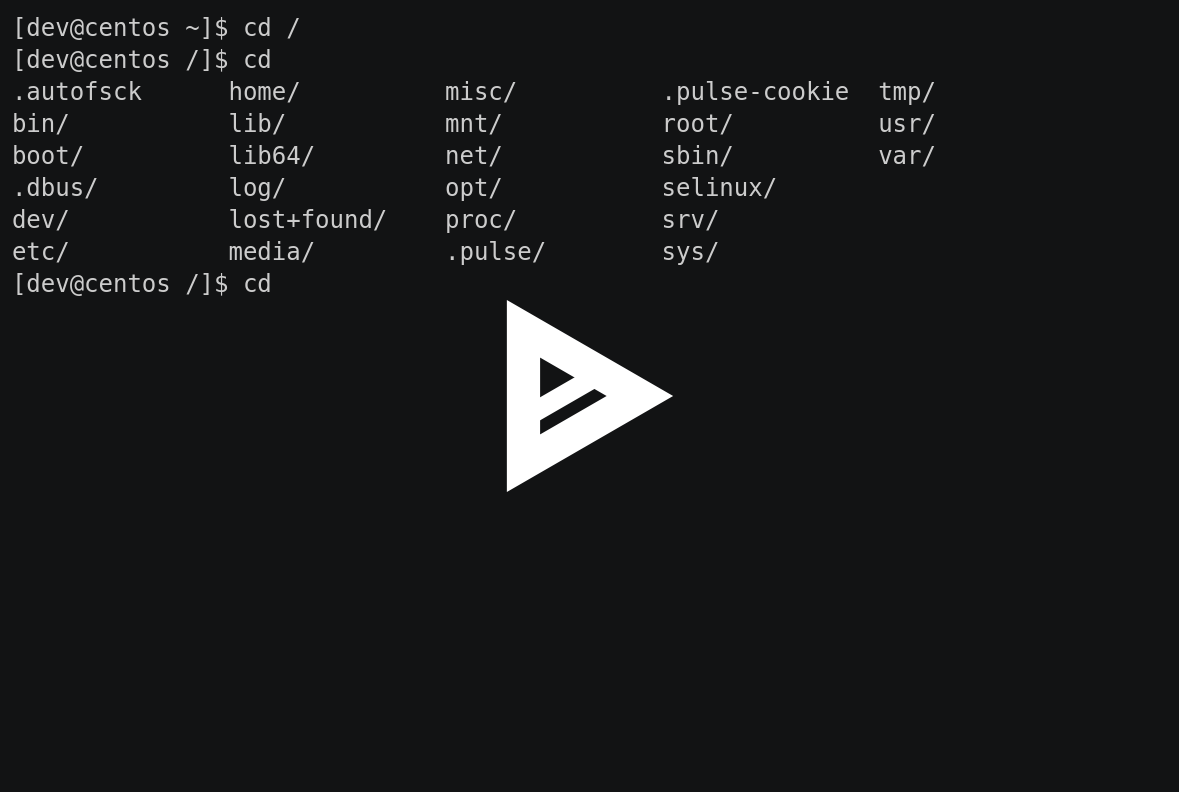 [dev@centos ~]$ cd /
[dev@centos /]$ cd
.autofsck      home/          misc/          .pulse-cookie  tmp/
bin/           lib/           mnt/           root/          usr/
boot/          lib64/         net/           sbin/          var/
.dbus/         log/           opt/           selinux/
dev/           lost+found/    proc/          srv/
etc/           media/         .pulse/        sys/
[dev@centos /]$ cd